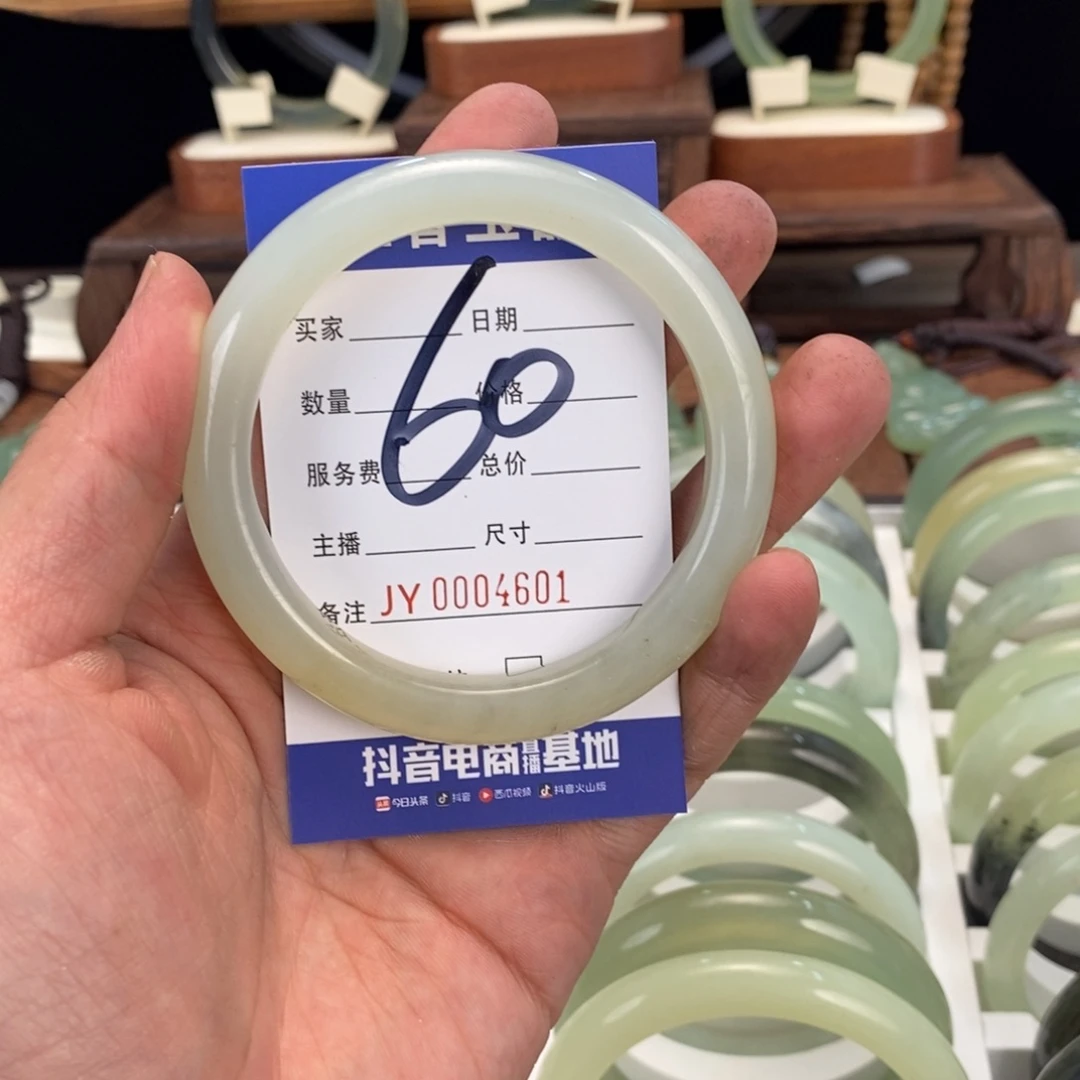 买家 日期
60
数量 价格
服务费 总价
主播 尺寸
备注 JY 0004601
抖音电商直播基地
今日头条 抖音 西瓜视频 抖音火山版